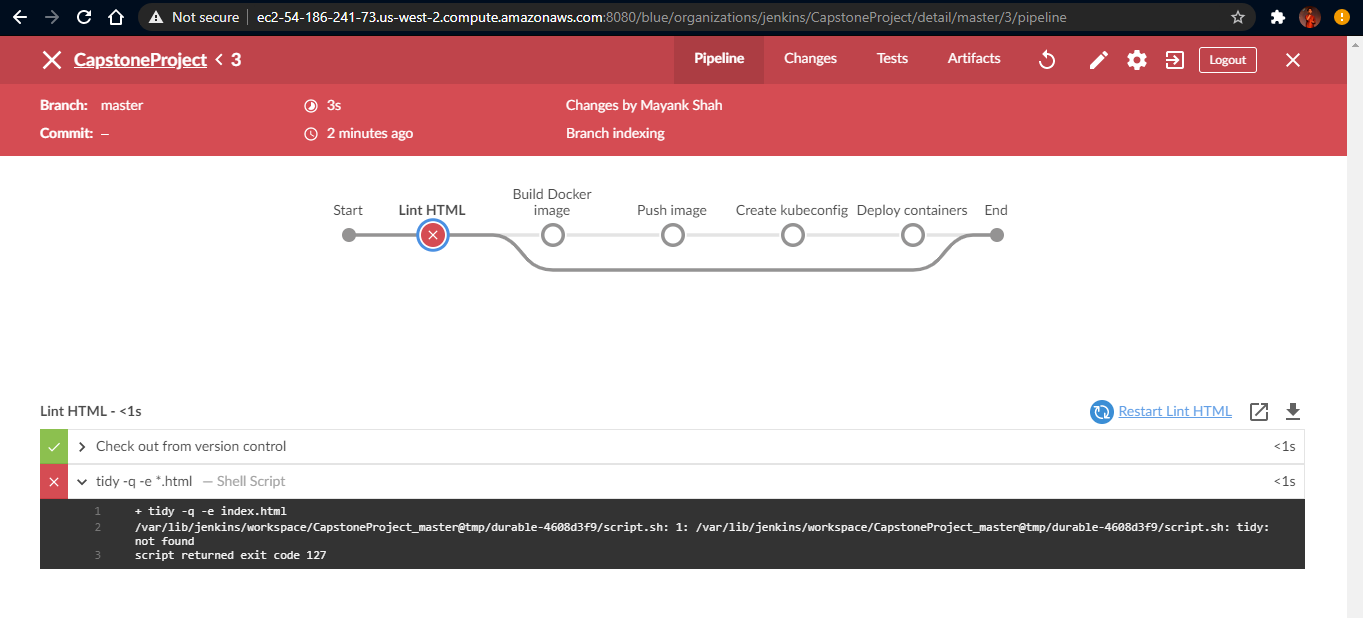 Not secure
ec2-54-186-241-73.us-west-2.compute.amazonaws.com:8080/blue/organizations/jenkins/CapstoneProject/detail/master/3/pipeline
CapstoneProject < 3
Pipeline Changes Tests Artifacts Logout
Branch: master 3s Changes by Mayank Shah
Commit: – 2 minutes ago Branch indexing
Start Lint HTML Build Docker image Push image Create kubeconfig Deploy containers End
Lint HTML - <1s Restart Lint HTML
Check out from version control <1s
tidy -q -e *.html — Shell Script <1s
1 + tidy -q -e index.html
2 /var/lib/jenkins/workspace/CapstoneProject_master@tmp/durable-4608d3f9/script.sh: 1: /var/lib/jenkins/workspace/CapstoneProject_master@tmp/durable-4608d3f9/script.sh: tidy:
not found
3 script returned exit code 127